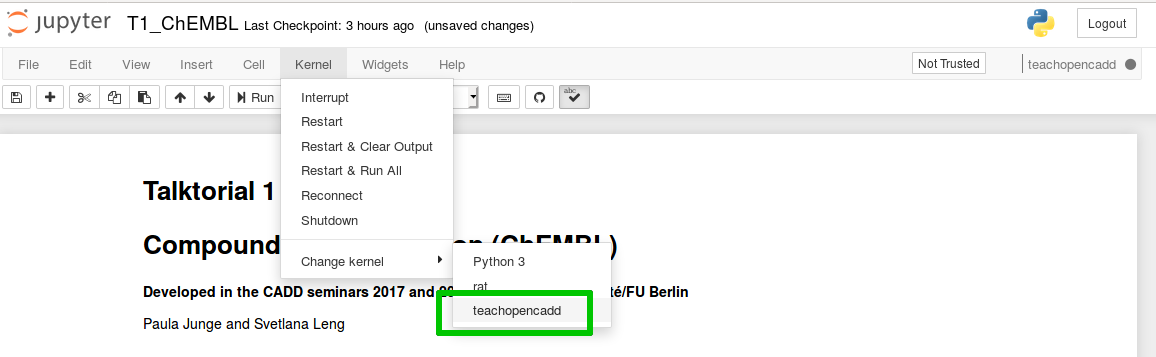 jupyter T1_ChEMBL Last Checkpoint: 3 hours ago (unsaved changes) Logout
File Edit View Insert Cell Kernel Widgets Help Not Trusted teachopencadd
Run abc
Interrupt
Restart
Restart & Clear Output
Restart & Run All
Reconnect
Shutdown
Change kernel
Python 3
rat
teachopencadd
Talktorial 1
Compound (ChEMBL)
Developed in the CADD seminars 2017 and té/FU Berlin
Paula Junge and Svetlana Leng